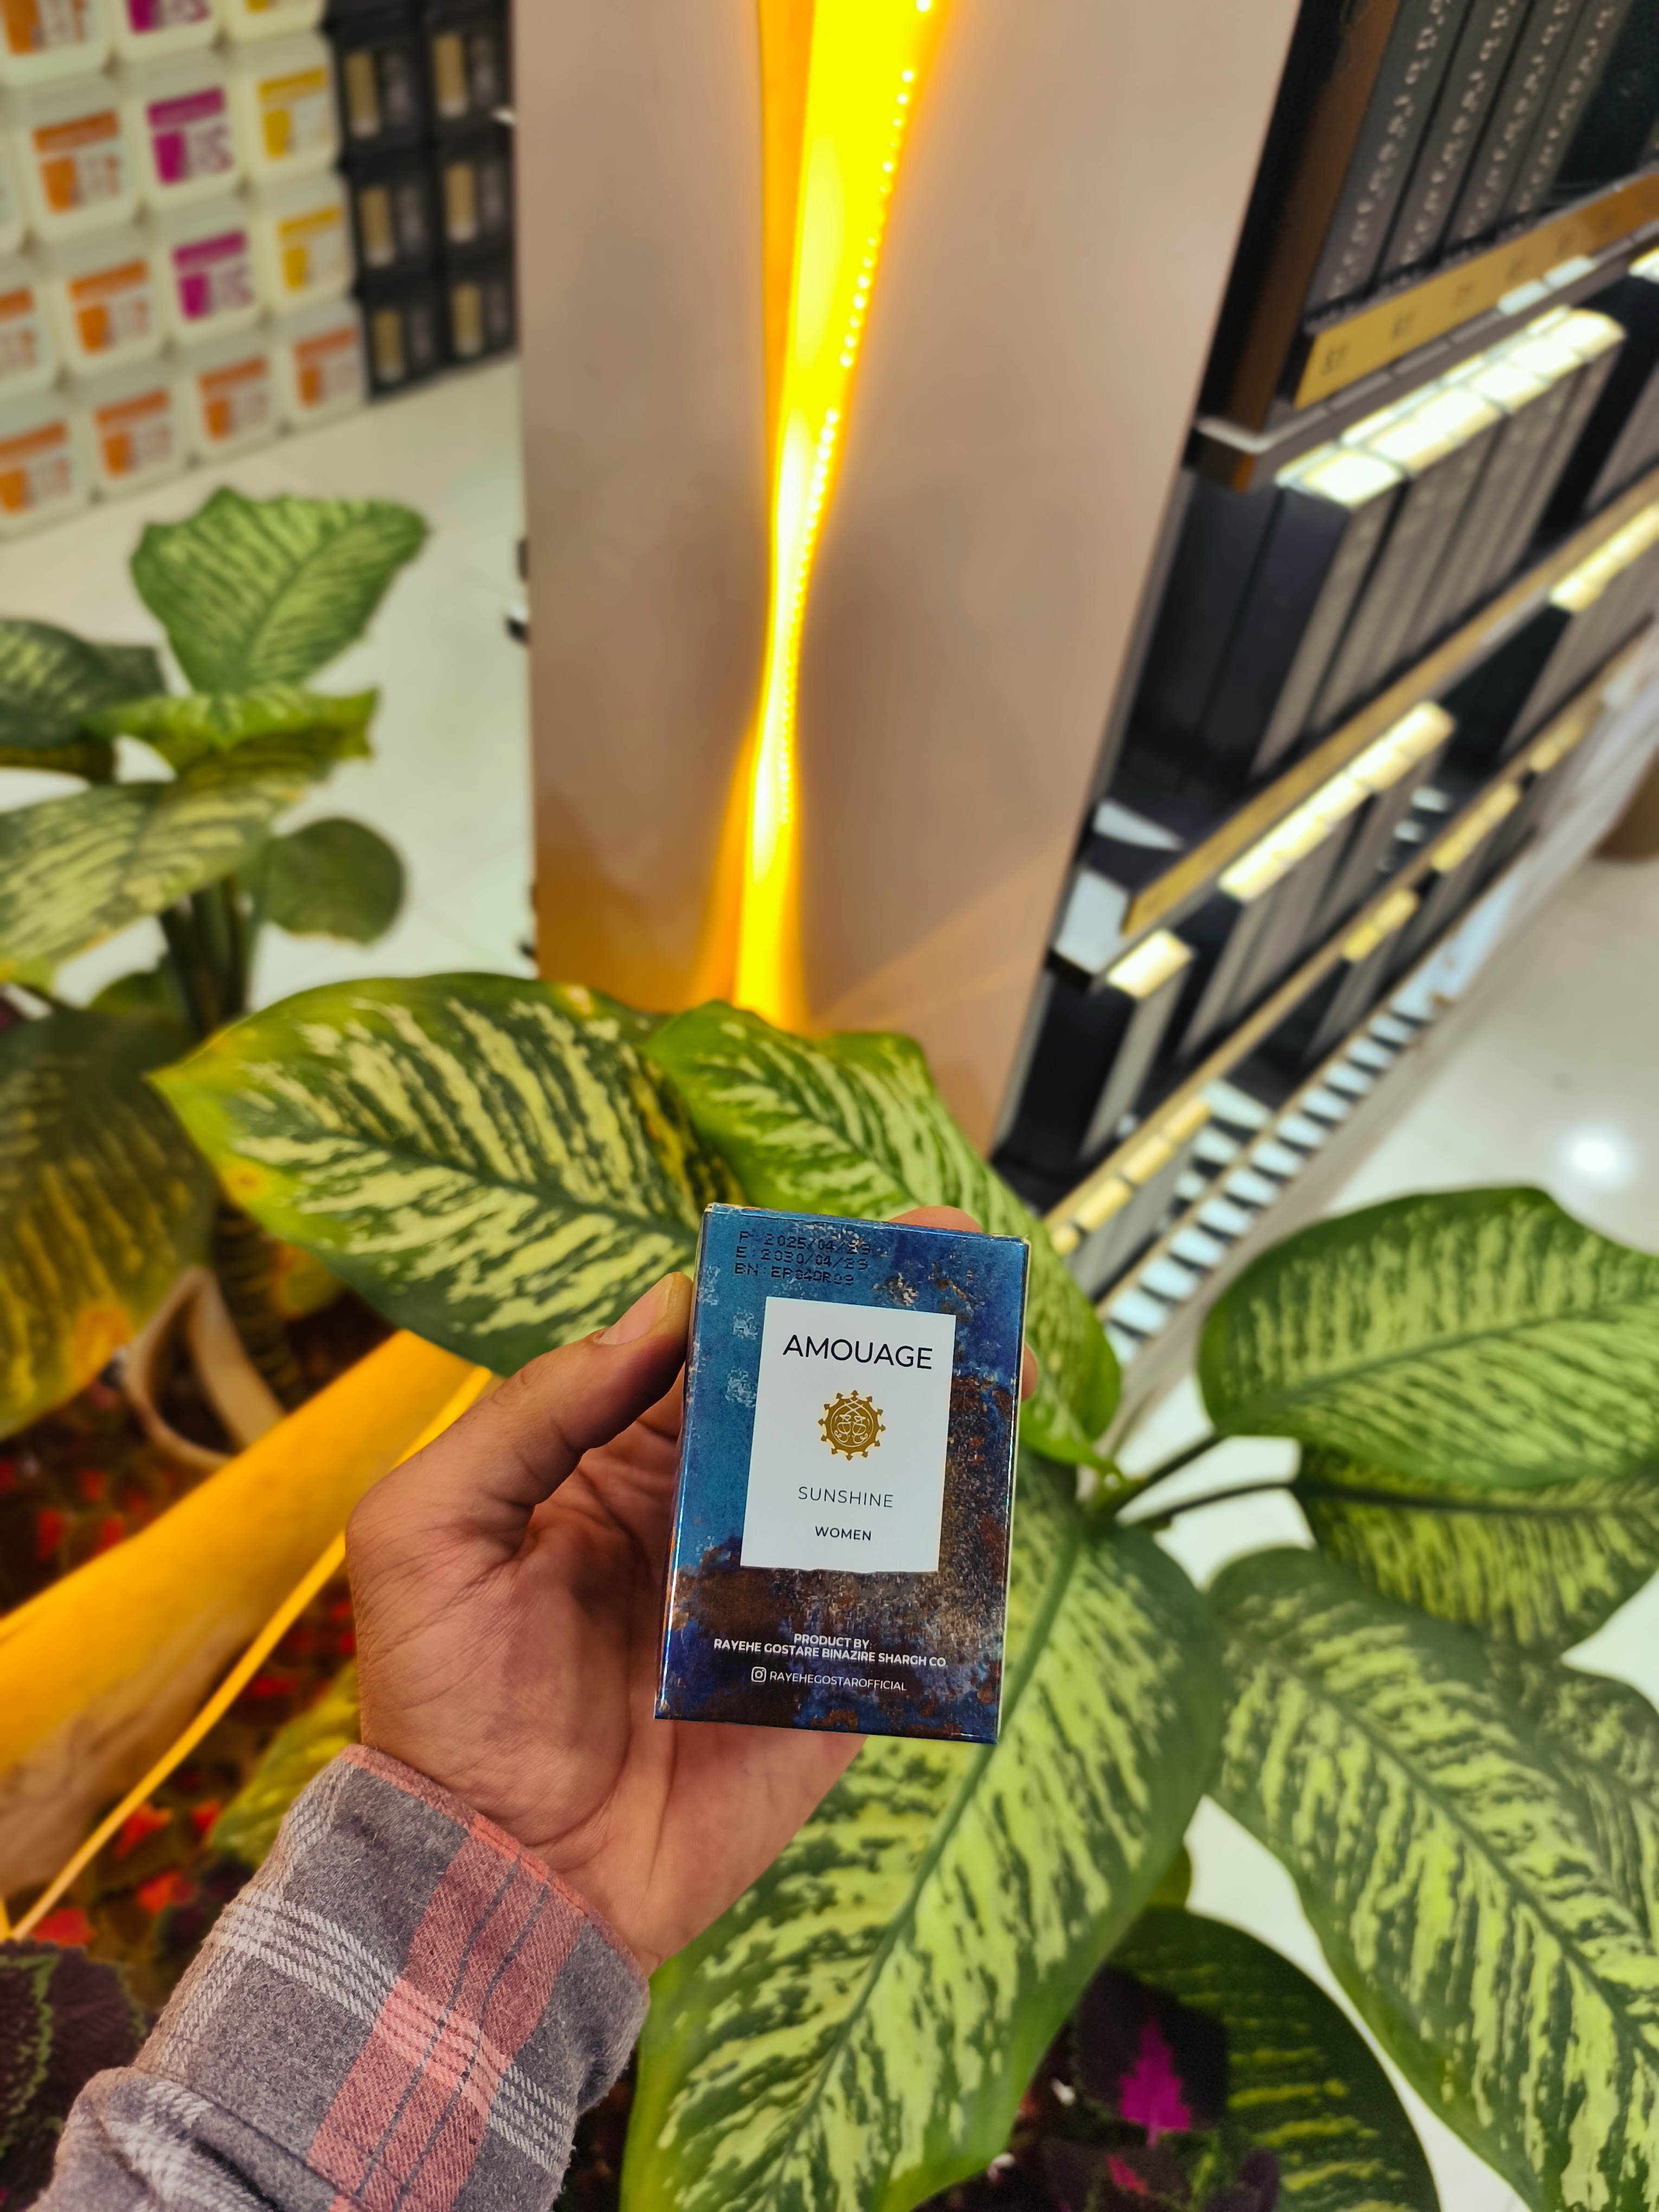 P: 2025/04/29
E: 2030/04/29
AMOUAGE
SUNSHINE
WOMEN
PRODUCT BY:
RAYEHE GOSTARE BINAZIRE SHARGH CO.
RAYEHEGOSTAROFFICIAL